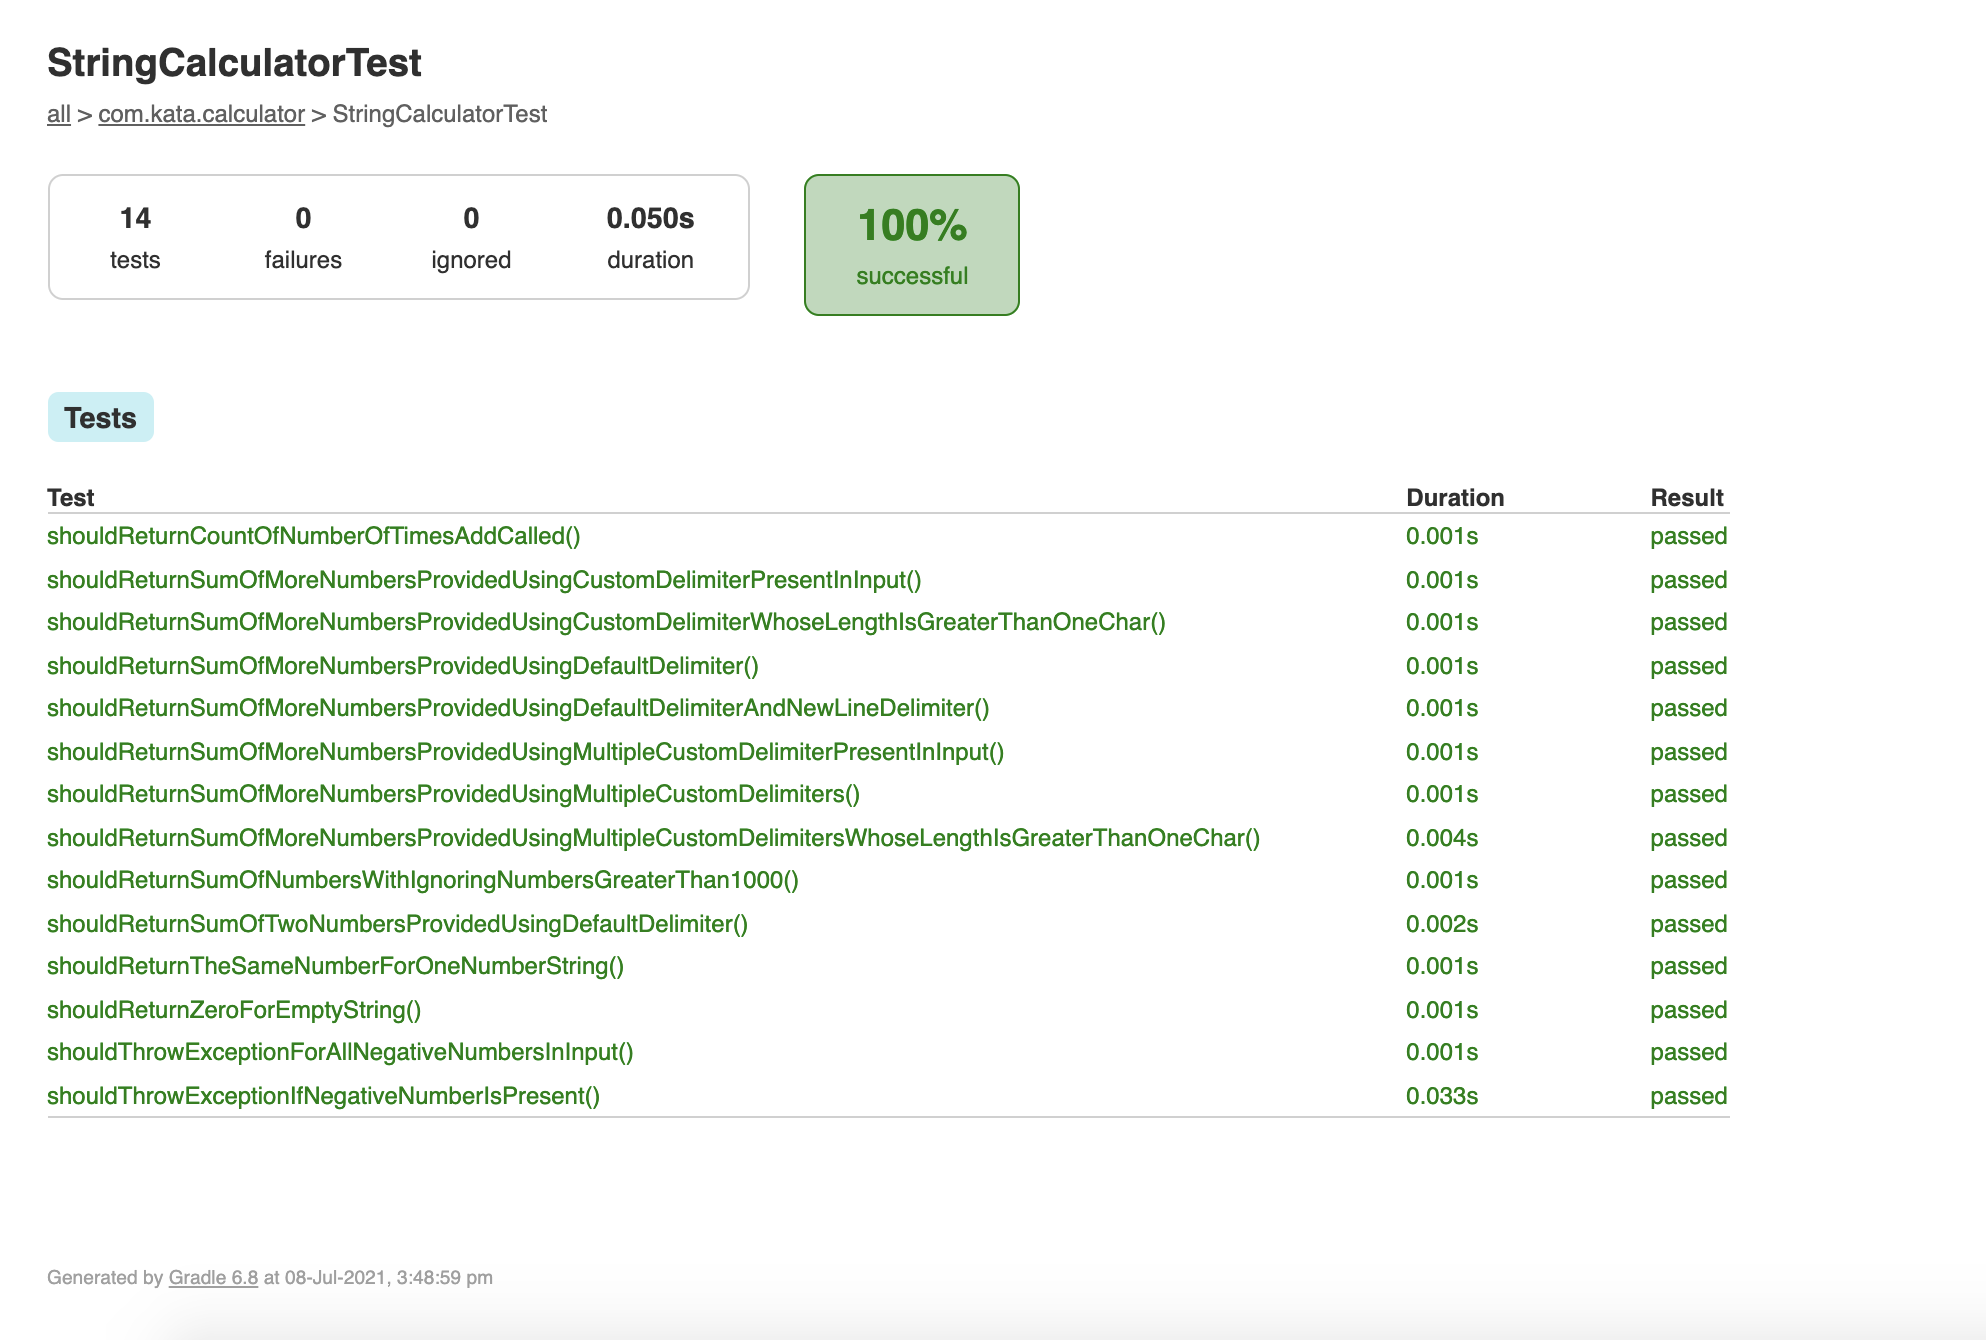 StringCalculatorTest
all > com.kata.calculator > StringCalculatorTest
14 0 0 0.050s 100%
tests failures ignored duration successful
Tests
Test Duration Result
shouldReturnCountOfNumberOfTimesAddCalled() 0.001s passed
shouldReturnSumOfMoreNumbersProvidedUsingCustomDelimiterPresentInInput() 0.001s passed
shouldReturnSumOfMoreNumbersProvidedUsingCustomDelimiterWhoseLengthIsGreaterThanOneChar() 0.001s passed
shouldReturnSumOfMoreNumbersProvidedUsingDefaultDelimiter() 0.001s passed
shouldReturnSumOfMoreNumbersProvidedUsingDefaultDelimiterAndNewLineDelimiter() 0.001s passed
shouldReturnSumOfMoreNumbersProvidedUsingMultipleCustomDelimiterPresentInInput() 0.001s passed
shouldReturnSumOfMoreNumbersProvidedUsingMultipleCustomDelimiters() 0.001s passed
shouldReturnSumOfMoreNumbersProvidedUsingMultipleCustomDelimitersWhoseLengthIsGreaterThanOneChar() 0.004s passed
shouldReturnSumOfNumbersWithIgnoringNumbersGreaterThan1000() 0.001s passed
shouldReturnSumOfTwoNumbersProvidedUsingDefaultDelimiter() 0.002s passed
shouldReturnTheSameNumberForOneNumberString() 0.001s passed
shouldReturnZeroForEmptyString() 0.001s passed
shouldThrowExceptionForAllNegativeNumbersInInput() 0.001s passed
shouldThrowExceptionIfNegativeNumberIsPresent() 0.033s passed
Generated by Gradle 6.8 at 08-Jul-2021, 3:48:59 pm